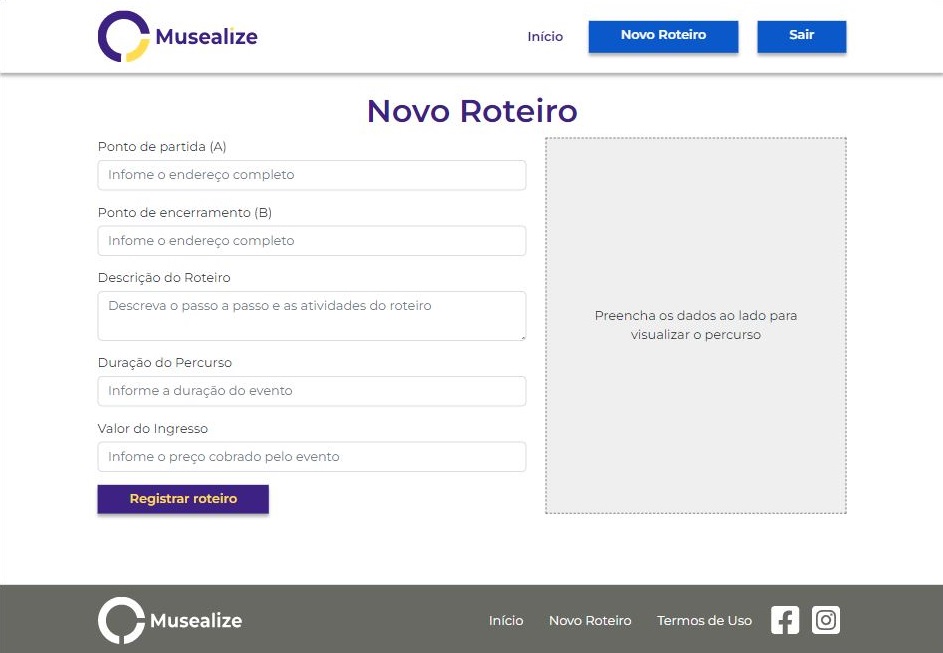 Musealize
Início
Novo Roteiro
Sair
Novo Roteiro
Ponto de partida (A)
Infome o endereço completo
Ponto de encerramento (B)
Infome o endereço completo
Descrição do Roteiro
Descreva o passo a passo e as atividades do roteiro
Duração do Percurso
Informe a duração do evento
Valor do Ingresso
Infome o preço cobrado pelo evento
Registrar roteiro
Preencha os dados ao lado para
visualizar o percurso
Musealize
Início
Novo Roteiro
Termos de Uso